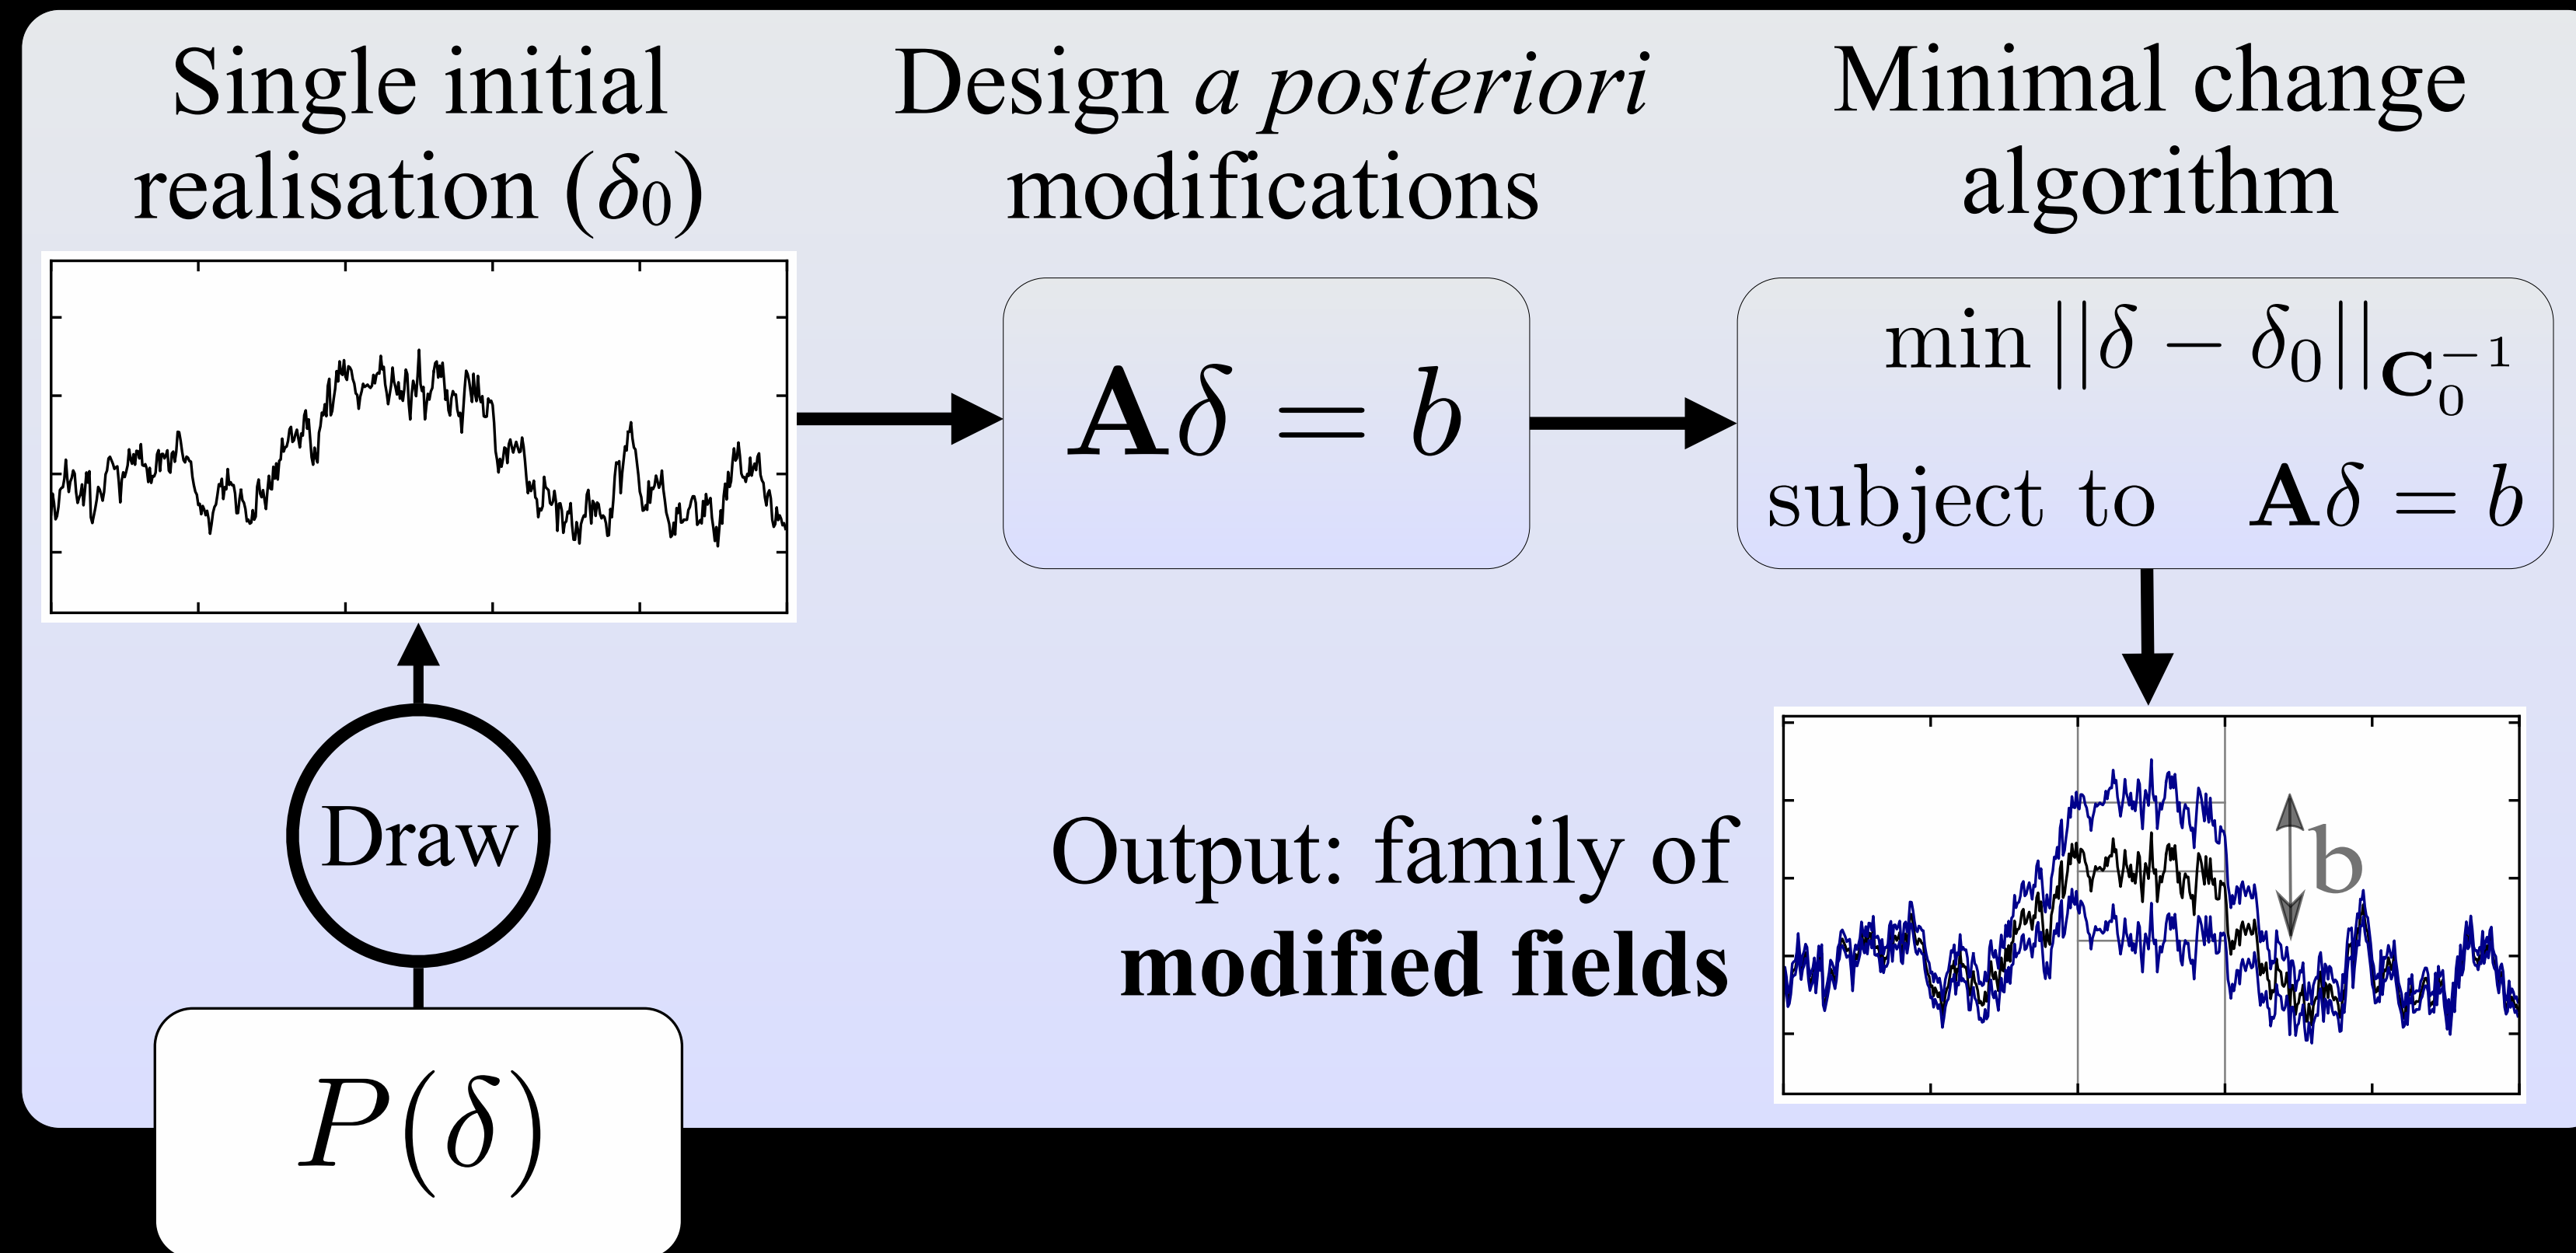 Single initial
realisation (δ₀)
Design a posteriori
modifications
Minimal change
algorithm
𝐀δ = b
min ||δ − δ₀||_{𝐂₀⁻¹}
subject to 𝐀δ = b
Draw
P(δ)
Output: family of
modified fields
b